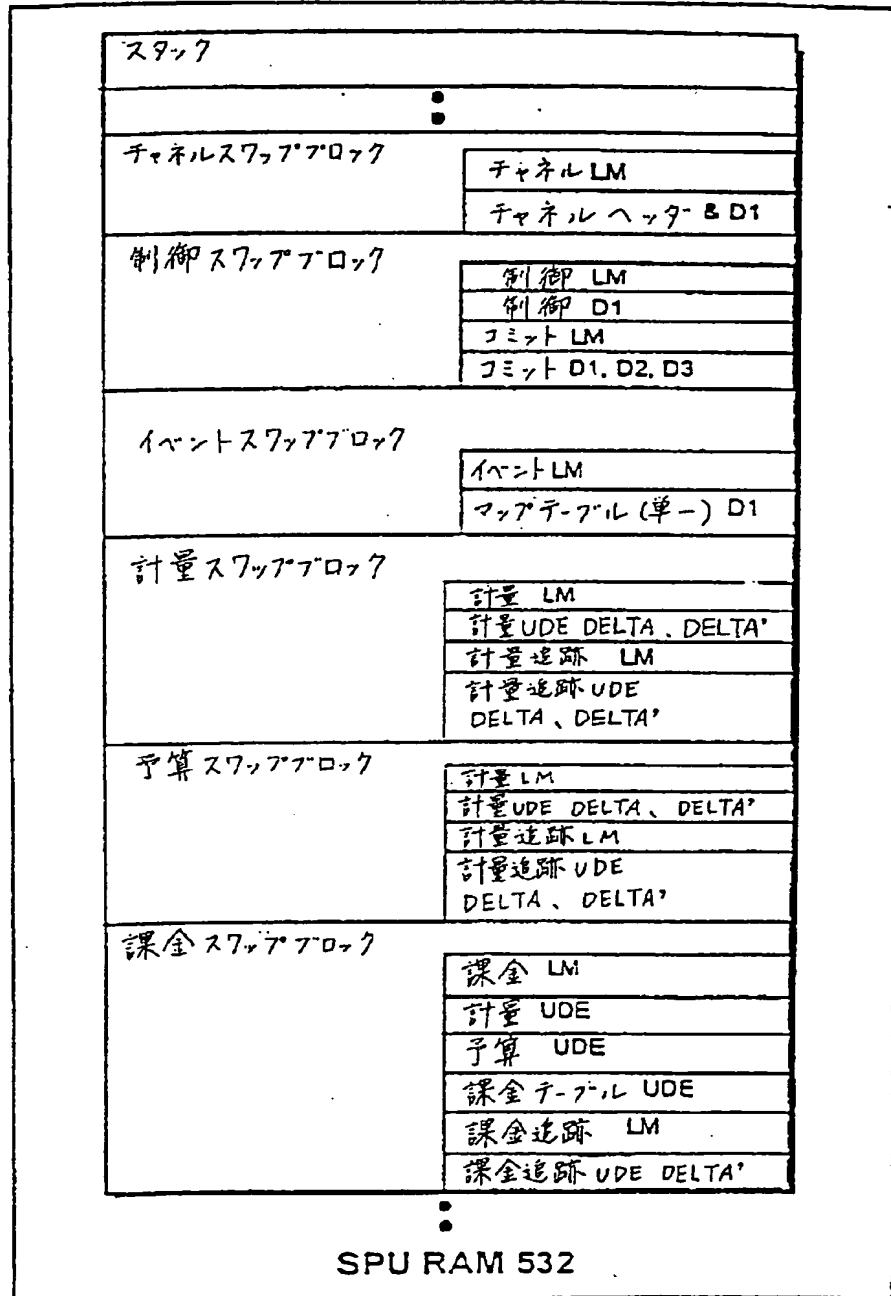 スタック
チャネルスワップブロック
チャネル LM
チャネル ヘッダー & D1
制御 スワップブロック
制御 LM
制御 D1
コミット LM
コミット D1. D2. D3
イベントスワップブロック
イベント LM
マップテーブル (単一) D1
計量スワップブロック
計量 LM
計量UDE DELTA、DELTA'
計量追跡 LM
計量追跡 UDE
DELTA、DELTA'
予算スワップブロック
計量 LM
計量UDE DELTA、DELTA'
計量追跡 LM
計量追跡 UDE
DELTA、DELTA'
課金スワップブロック
課金 LM
計量 UDE
予算 UDE
課金テーブル UDE
課金追跡 LM
課金追跡 UDE DELTA'
SPU RAM 532